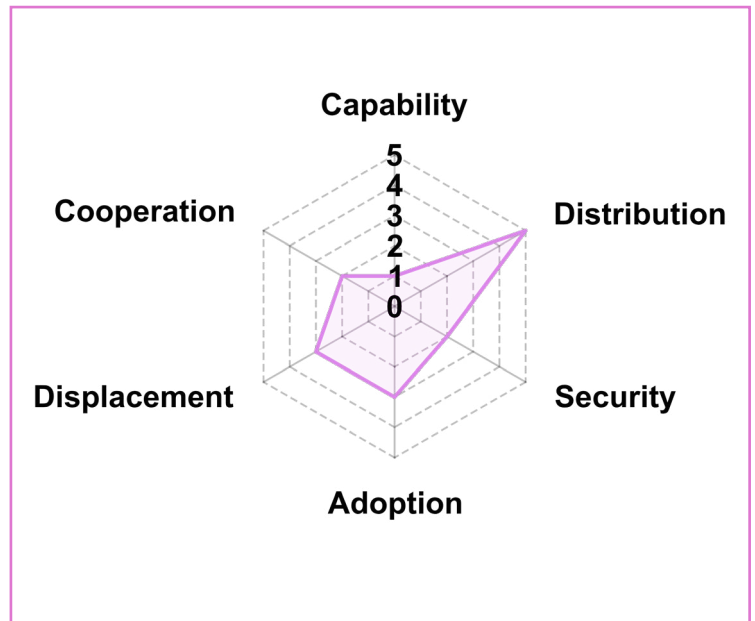 Capability
5
4
3
2
1
0
Cooperation
Distribution
Displacement
Security
Adoption